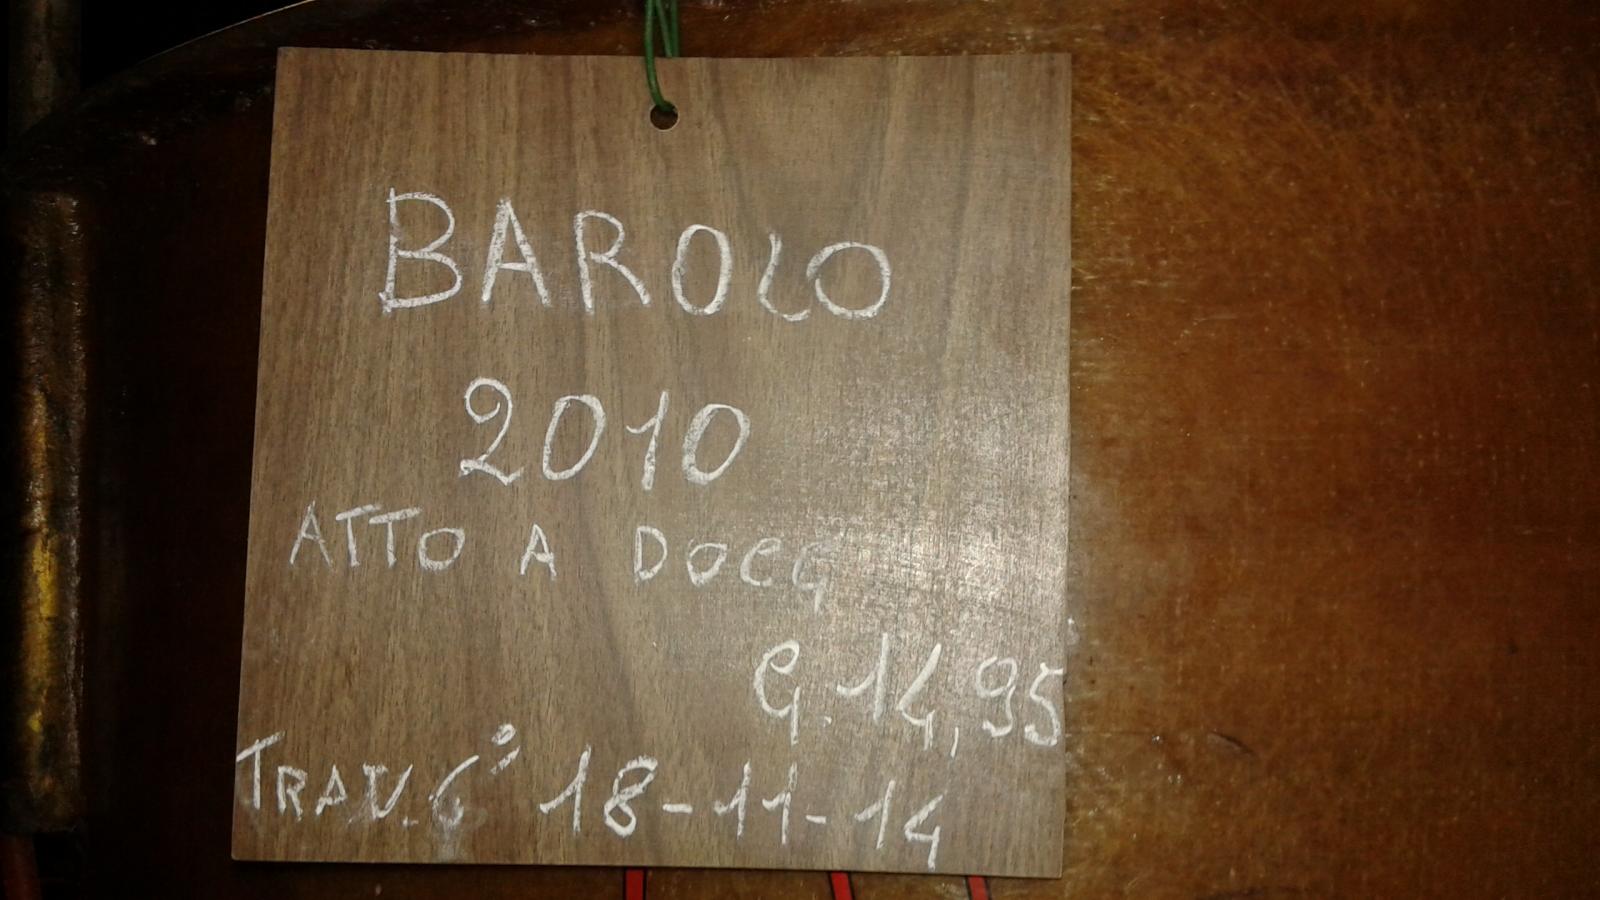 BAROLO
2010
ATTO A DOCG
G. 14,95
TRAV. 6° 18-11-14